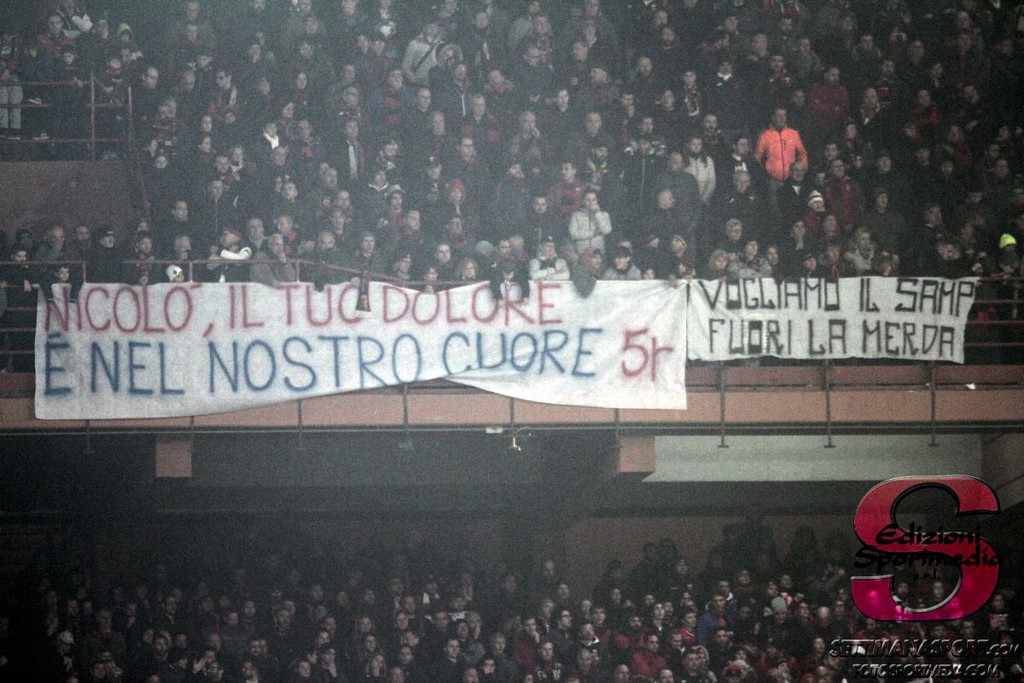 NICOLO', IL TUO DOLORE
È NEL NOSTRO CUORE 5r
VOGLIAMO IL SAMP
FUORI LA MERDA
Edizioni
Sportmedia
s.r.l.
SETTIMANASPORT.COM
FOTOSPORTMEDIA.COM